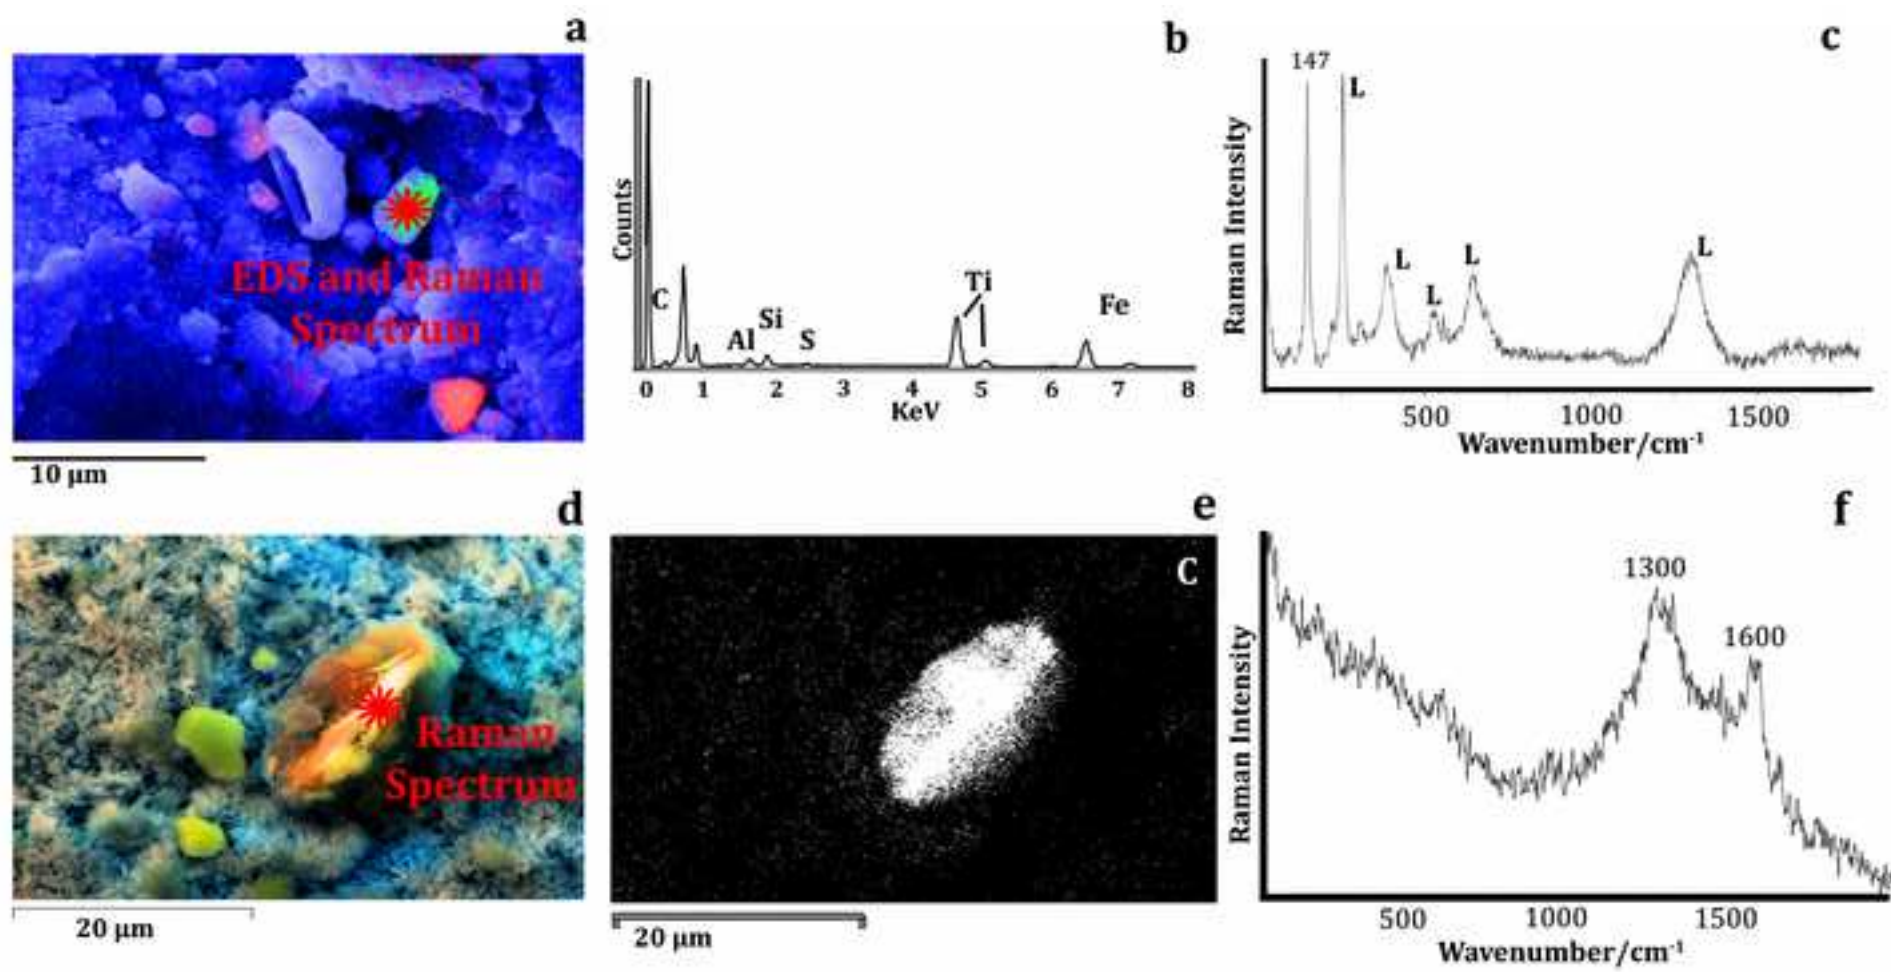 a
EDS and Raman
Spectrum
10 µm
b
Counts
C
Al
Si
S
Ti
Fe
0 1 2 3 4 5 6 7 8
KeV
c
Raman Intensity
147
L
L
L
L
L
500 1000 1500
Wavenumber/cm⁻¹
d
Raman
Spectrum
20 µm
e
C
20 µm
f
Raman Intensity
1300
1600
500 1000 1500
Wavenumber/cm⁻¹